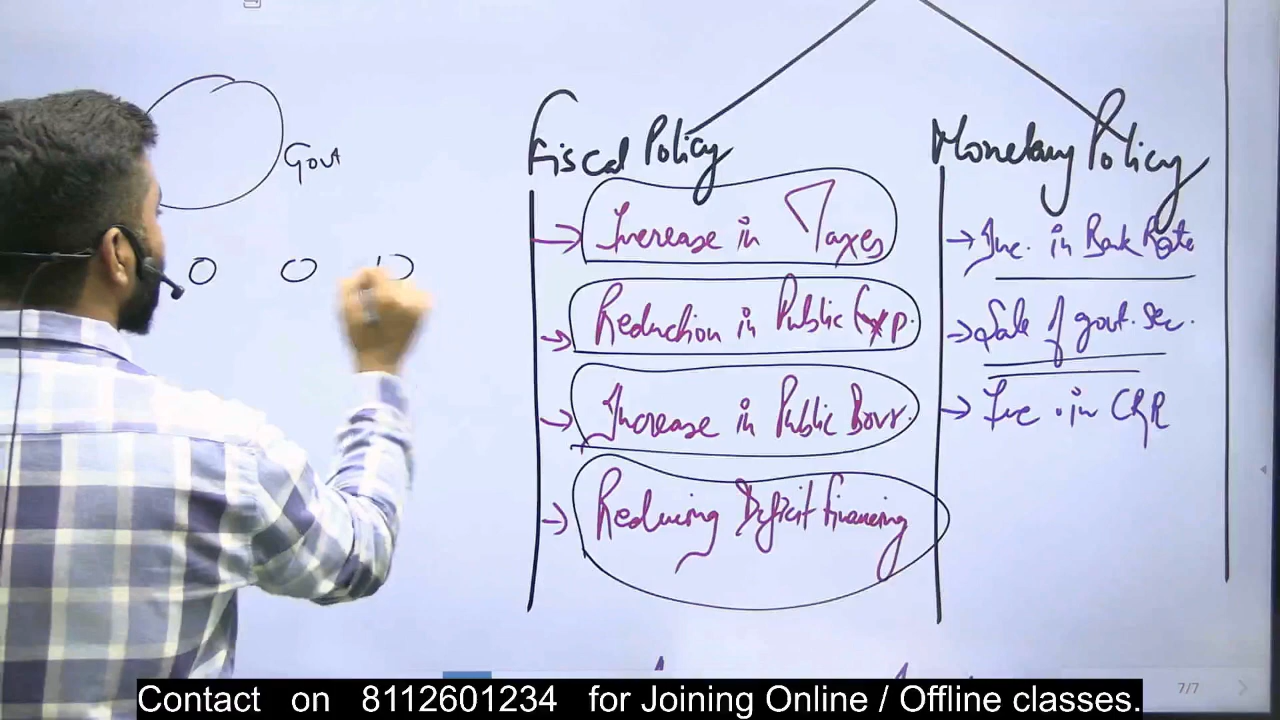 Govt
Fiscal Policy
Increase in Taxes
Reduction in Public Exp.
Increase in Public Borr.
Reducing Deficit financing
Monetary Policy
Inc. in Bank Rate
Sale of govt. sec.
Inc. in CRR
7/7
Contact on 8112601234 for Joining Online / Offline classes.